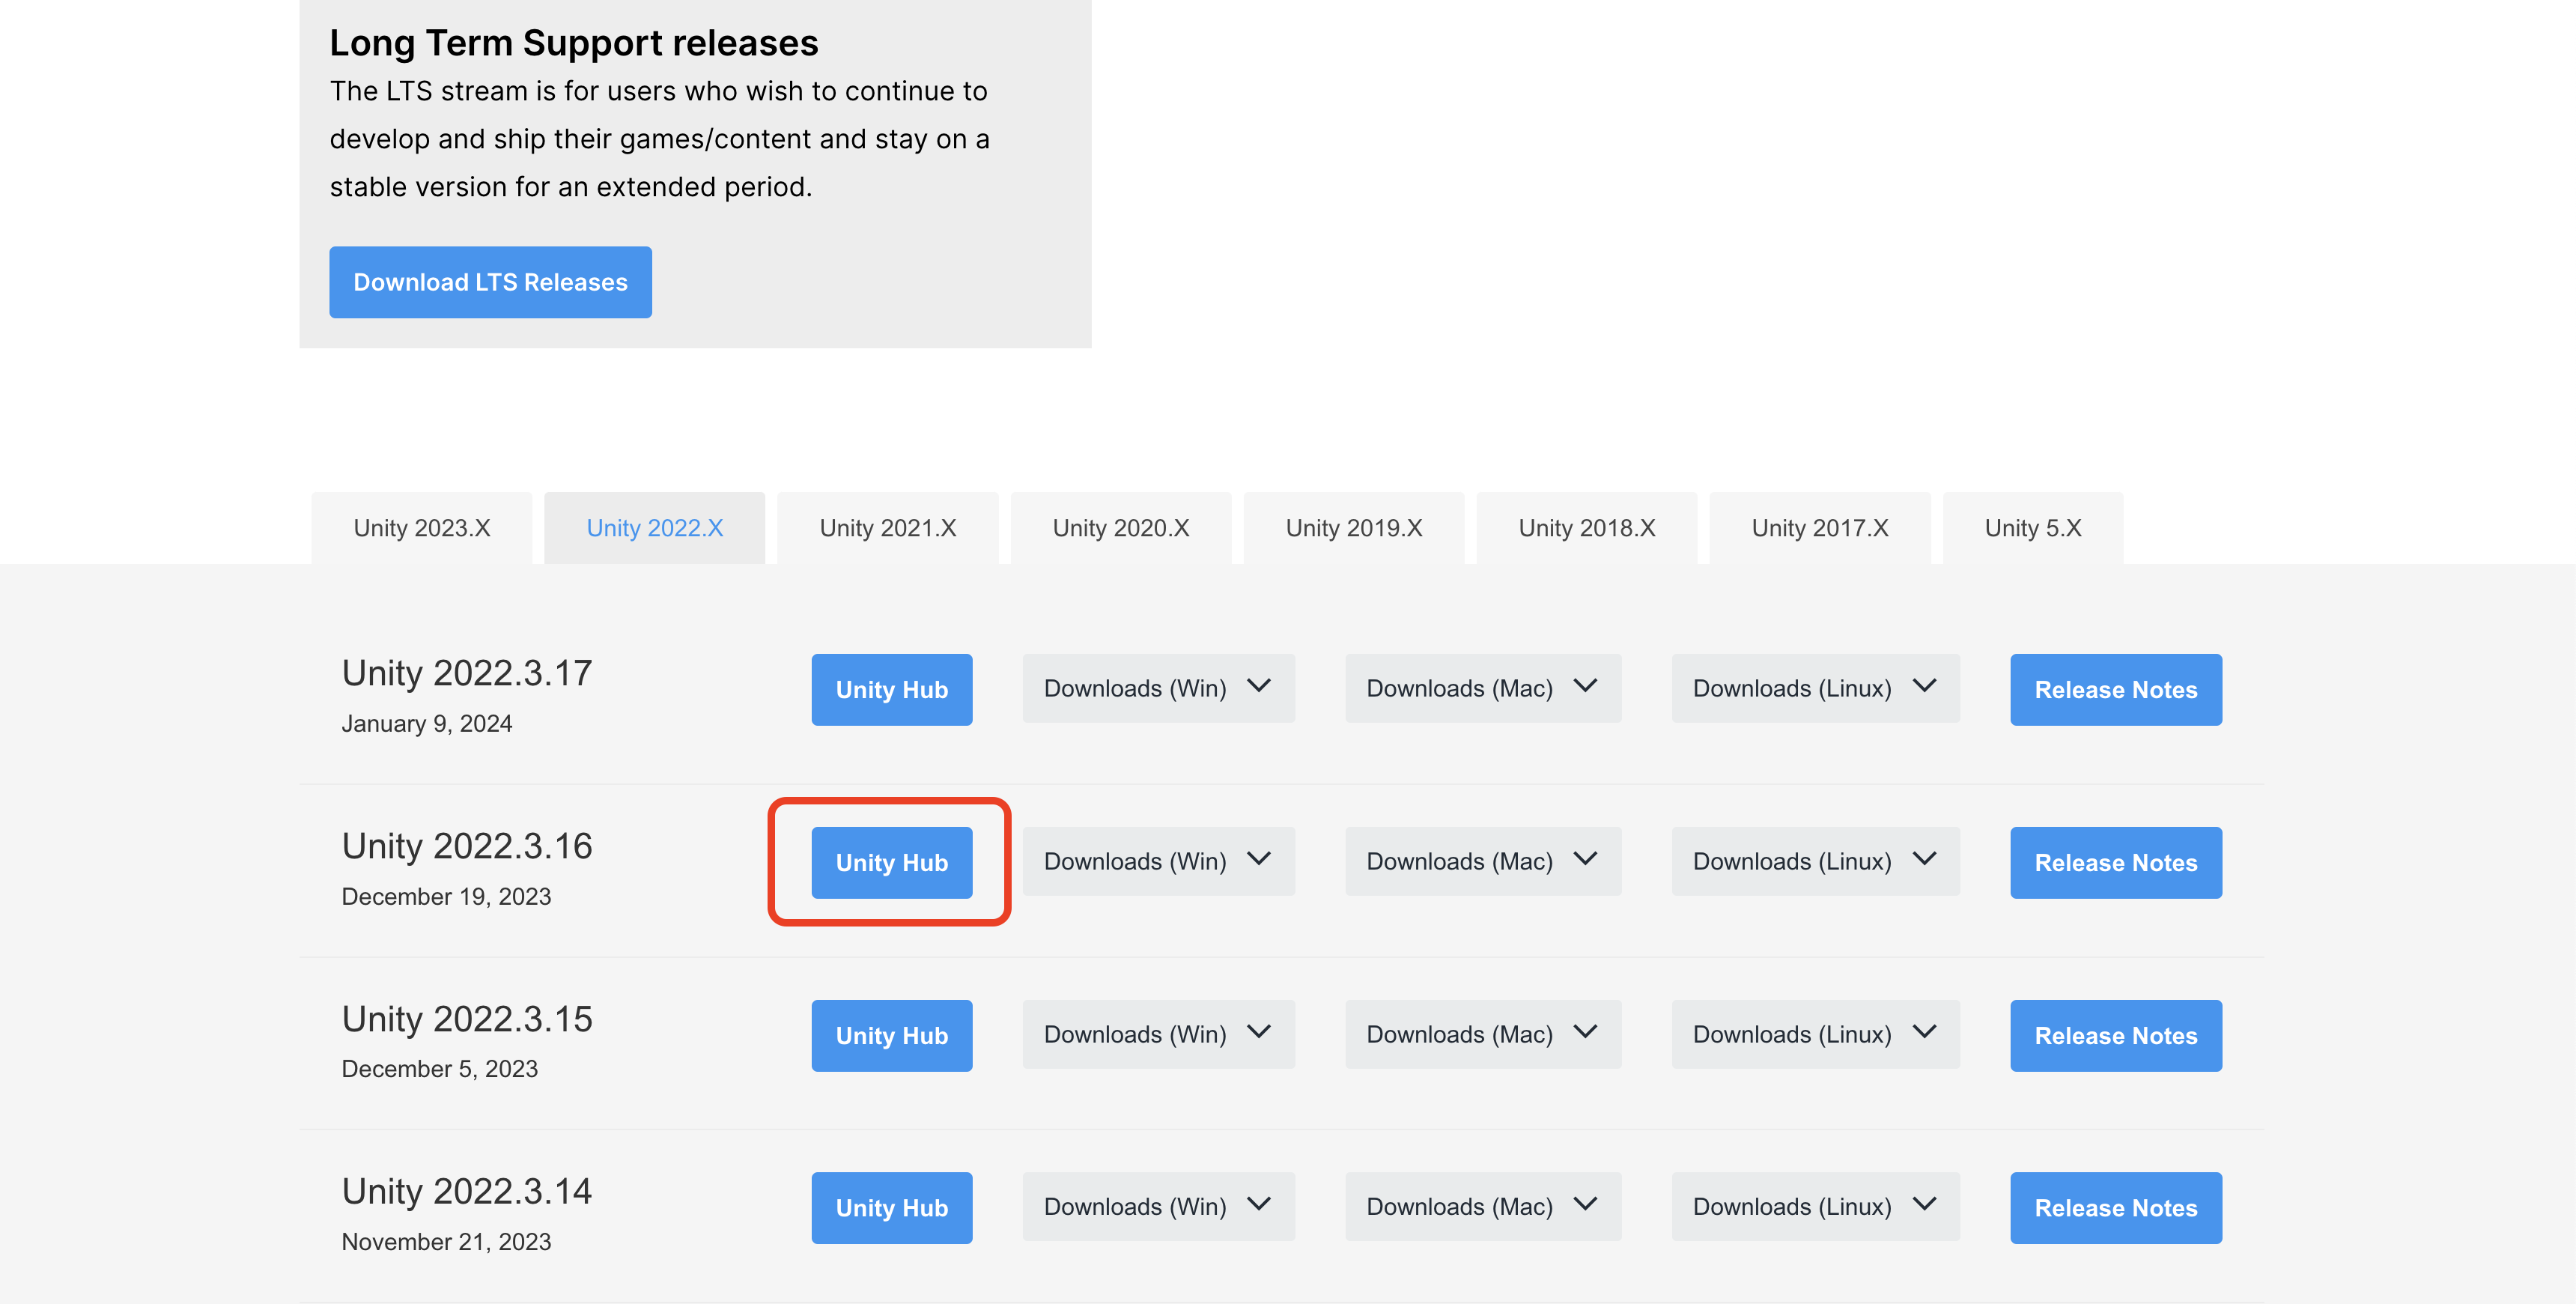 Long Term Support releases
The LTS stream is for users who wish to continue to
develop and ship their games/content and stay on a
stable version for an extended period.
Download LTS Releases
Unity 2023.X Unity 2022.X Unity 2021.X Unity 2020.X Unity 2019.X Unity 2018.X Unity 2017.X Unity 5.X
Unity 2022.3.17
January 9, 2024
Unity Hub Downloads (Win) Downloads (Mac) Downloads (Linux) Release Notes
Unity 2022.3.16
December 19, 2023
Unity Hub Downloads (Win) Downloads (Mac) Downloads (Linux) Release Notes
Unity 2022.3.15
December 5, 2023
Unity Hub Downloads (Win) Downloads (Mac) Downloads (Linux) Release Notes
Unity 2022.3.14
November 21, 2023
Unity Hub Downloads (Win) Downloads (Mac) Downloads (Linux) Release Notes